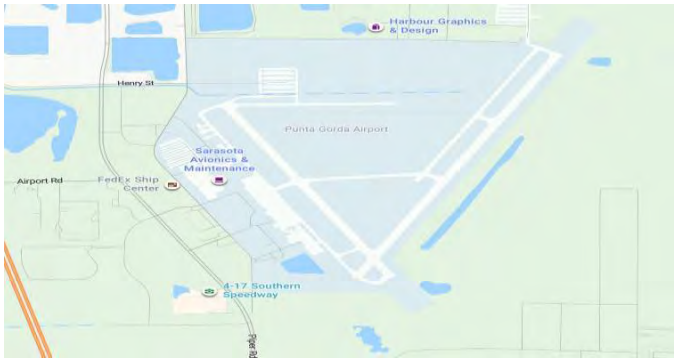 Harbour Graphics
& Design
Henry St
Punta Gorda Airport
Sarasota
Avionics &
Maintenance
FedEx Ship
Center
Airport Rd
4-17 Southern
Speedway
Piper Rd